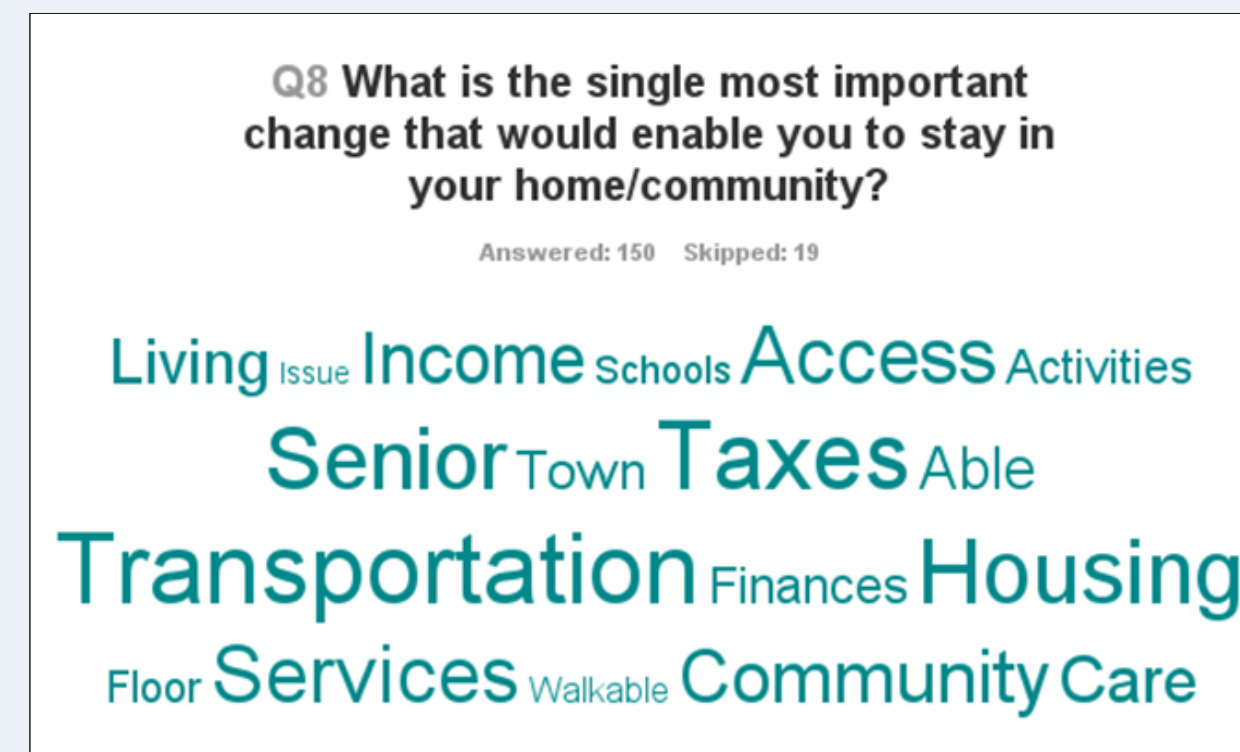 Q8 What is the single most important
change that would enable you to stay in
your home/community?
Answered: 150 Skipped: 19
Living Issue Income Schools Access Activities
Senior Town Taxes Able
Transportation Finances Housing
Floor Services Walkable Community Care